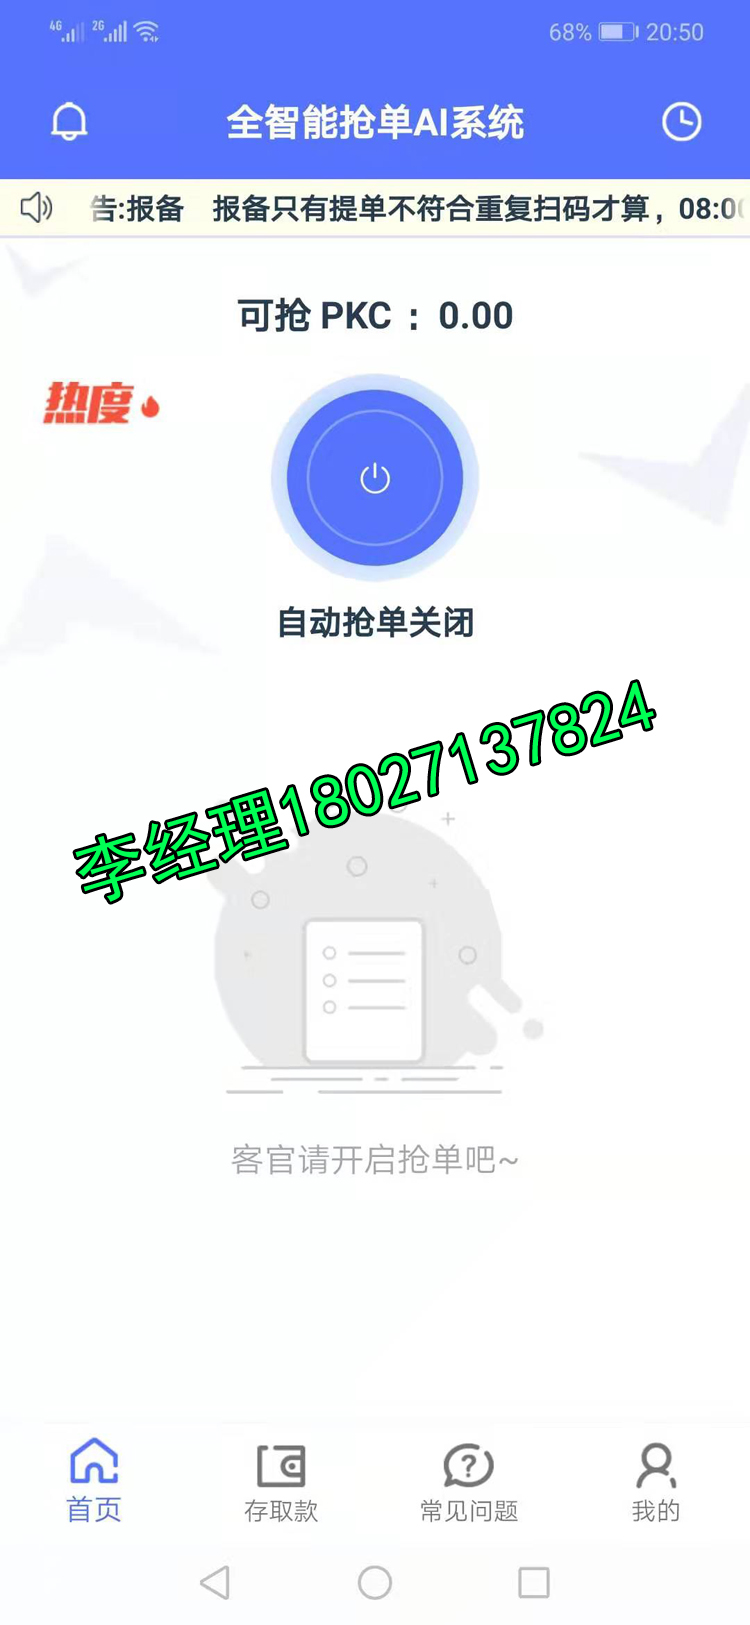 4G 2G 68% 20:50
全智能抢单AI系统
告:报备 报备只有提单不符合重复扫码才算，08:00
可抢 PKC ：0.00
热度
自动抢单关闭
李经理18027137824
客官请开启抢单吧~
首页 存取款 常见问题 我的